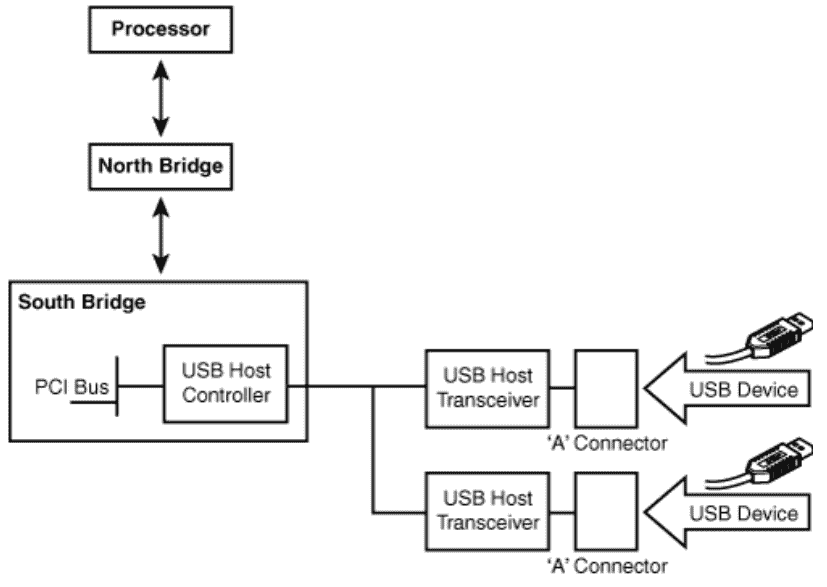 Processor
North Bridge
South Bridge
PCI Bus
USB Host
Controller
USB Host
Transceiver
'A' Connector
USB Device
USB Host
Transceiver
'A' Connector
USB Device